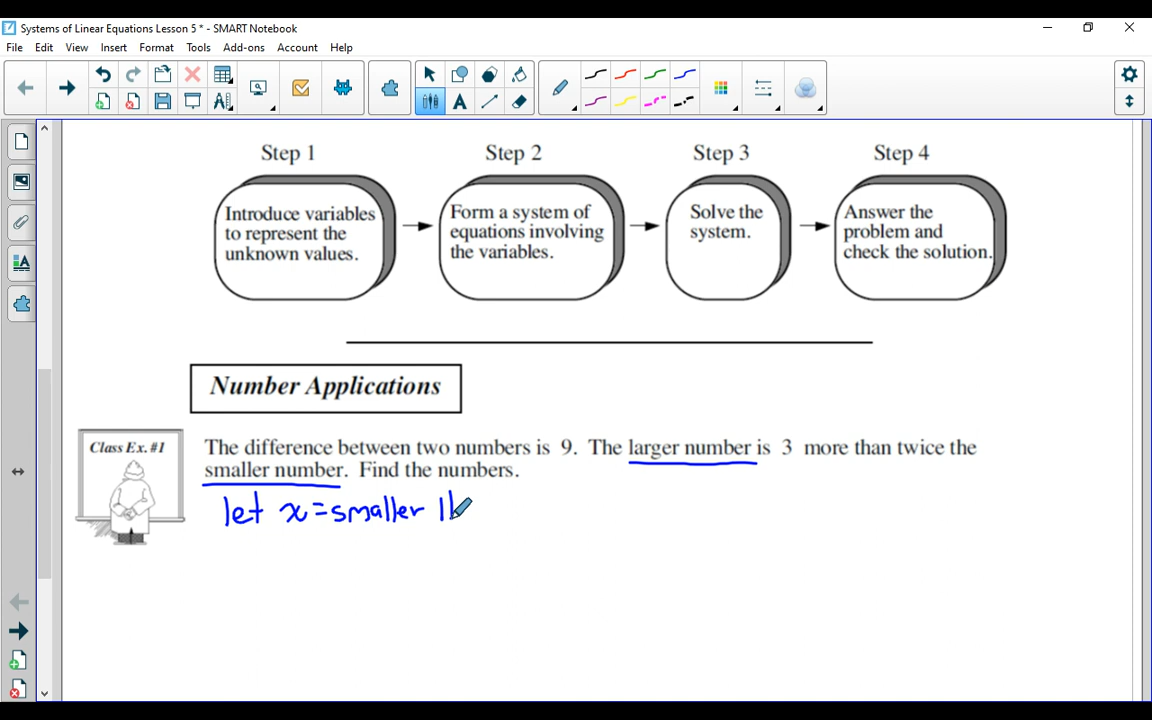 Systems of Linear Equations Lesson 5 * - SMART Notebook
File Edit View Insert Format Tools Add-ons Account Help
Step 1 Step 2 Step 3 Step 4
Introduce variables
to represent the
unknown values.
Form a system of
equations involving
the variables.
Solve the
system.
Answer the
problem and
check the solution.
Number Applications
Class Ex. #1
The difference between two numbers is 9. The larger number is 3 more than twice the
smaller number. Find the numbers.
let x = smaller